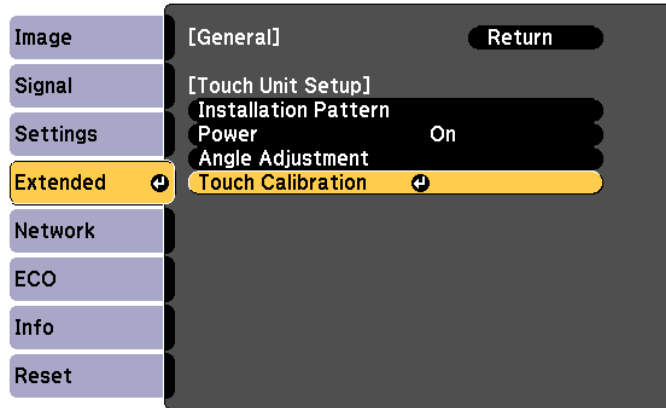 Image
Signal
Settings
Extended
Network
ECO
Info
Reset
[General] Return
[Touch Unit Setup]
Installation Pattern
Power On
Angle Adjustment
Touch Calibration